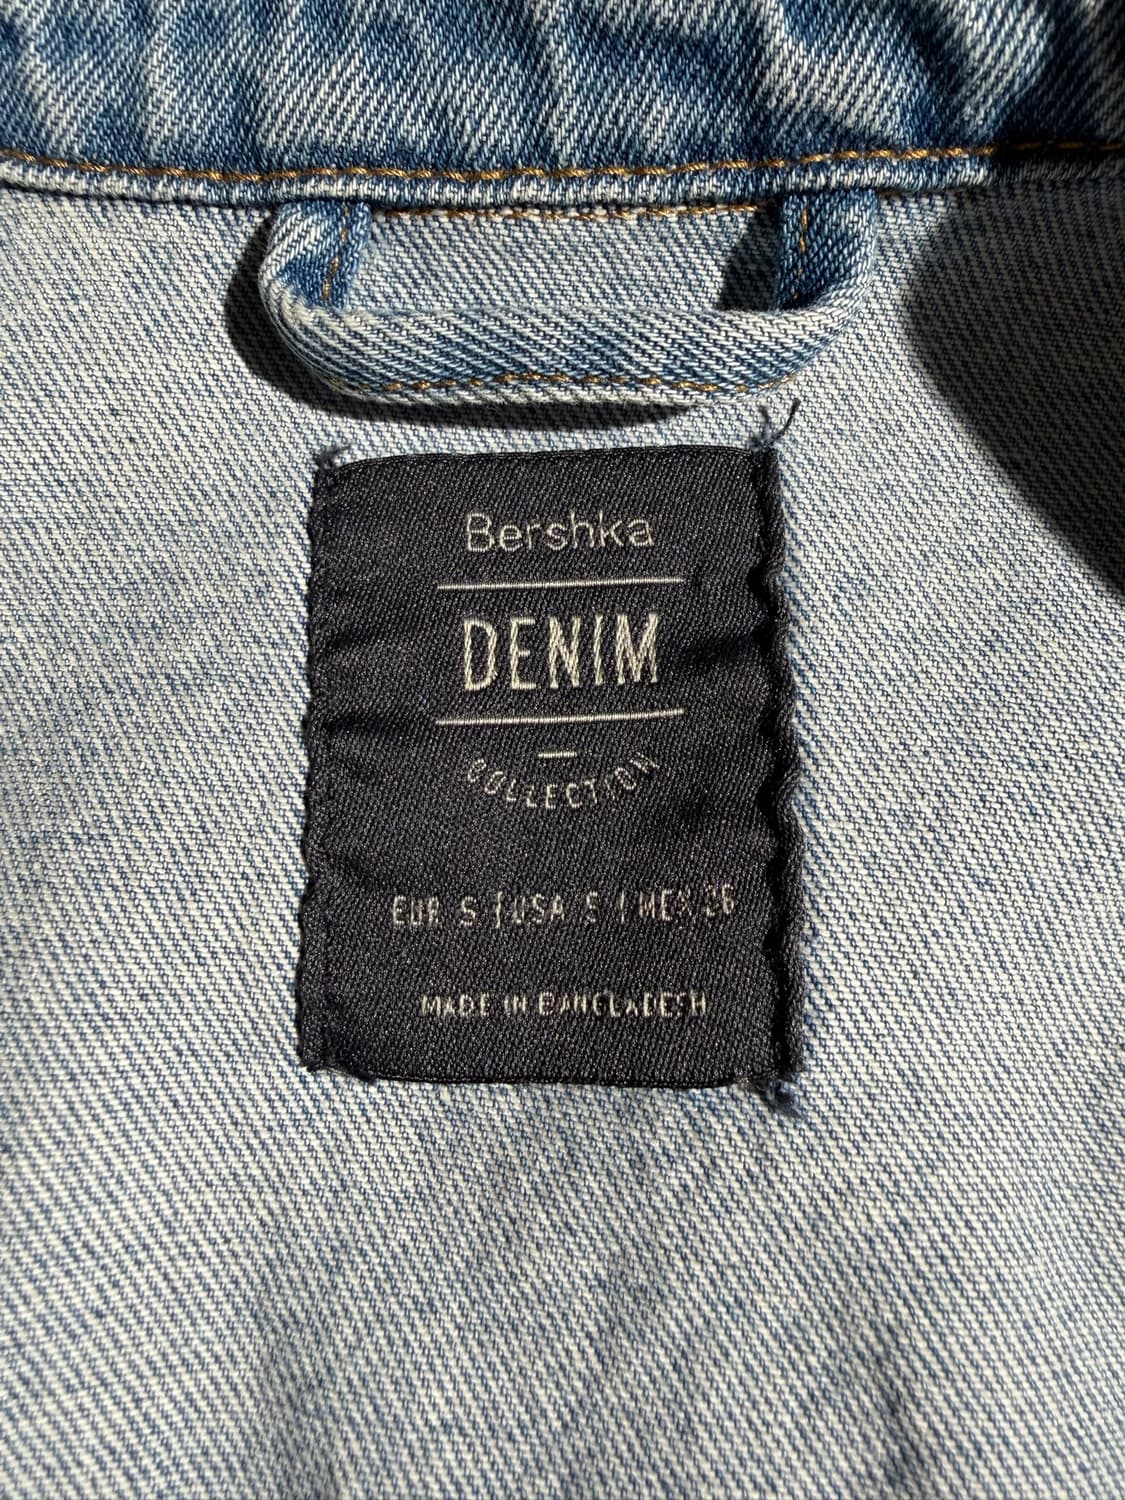 Bershka
DENIM
COLLECTION
EUR S | USA S | MEX 26
MADE IN BANGLADESH